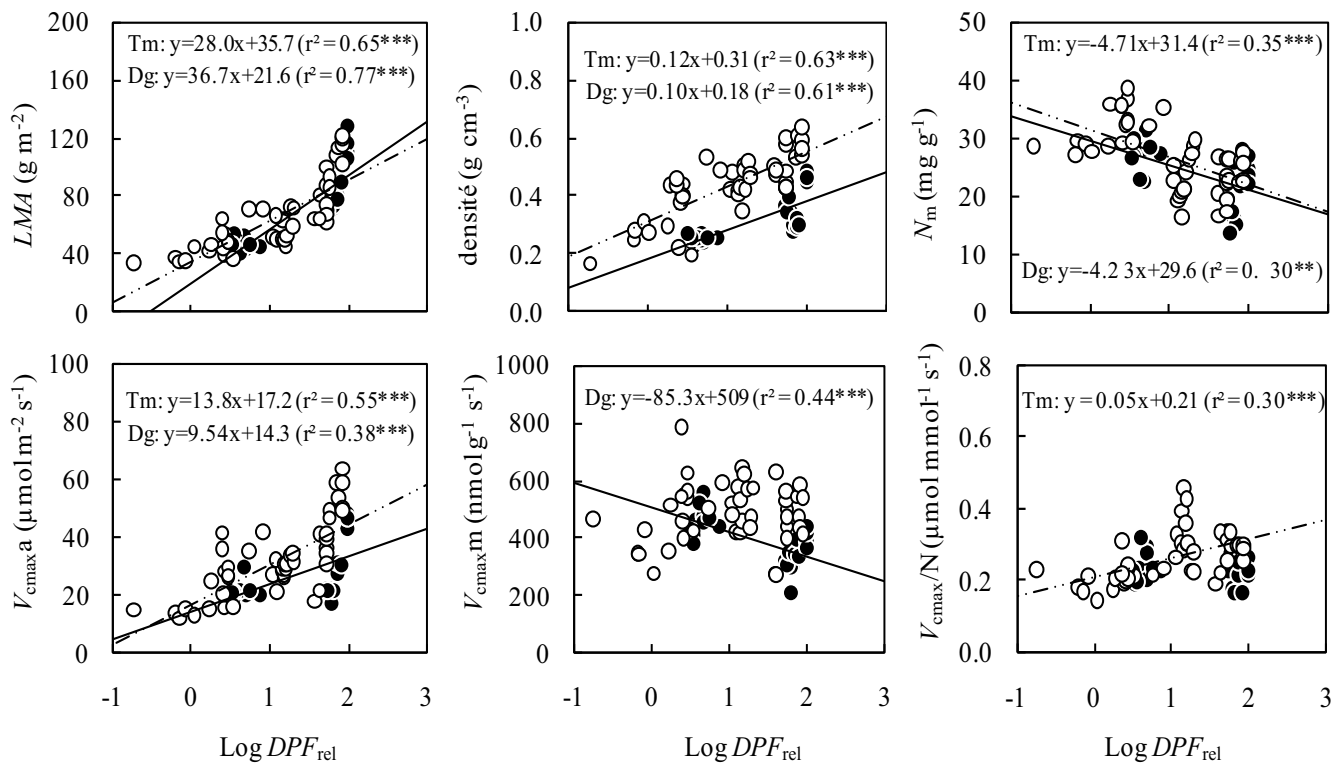 200
160
120
80
40
0
LMA (g m⁻²)
Tm: y=28.0x+35.7 (r²=0.65***)
Dg: y=36.7x+21.6 (r²=0.77***)
1.0
0.8
0.6
0.4
0.2
0.0
densité (g cm⁻³)
Tm: y=0.12x+0.31 (r²=0.63***)
Dg: y=0.10x+0.18 (r²=0.61***)
50
40
30
20
10
0
Nm (mg g⁻¹)
Tm: y=-4.71x+31.4 (r²=0.35***)
Dg: y=-4.2 3x+29.6 (r²=0. 30**)
100
80
60
40
20
0
Vcmaxa (µmol m⁻² s⁻¹)
Tm: y=13.8x+17.2 (r²=0.55***)
Dg: y=9.54x+14.3 (r²=0.38***)
-1 0 1 2 3
Log DPFrel
1000
800
600
400
200
0
Vcmaxm (nmol g⁻¹ s⁻¹)
Dg: y=-85.3x+509 (r²=0.44***)
-1 0 1 2 3
Log DPFrel
0.8
0.6
0.4
0.2
0.0
Vcmax/N (µmol mmol⁻¹ s⁻¹)
Tm: y=0.05x+0.21 (r²=0.30***)
-1 0 1 2 3
Log DPFrel